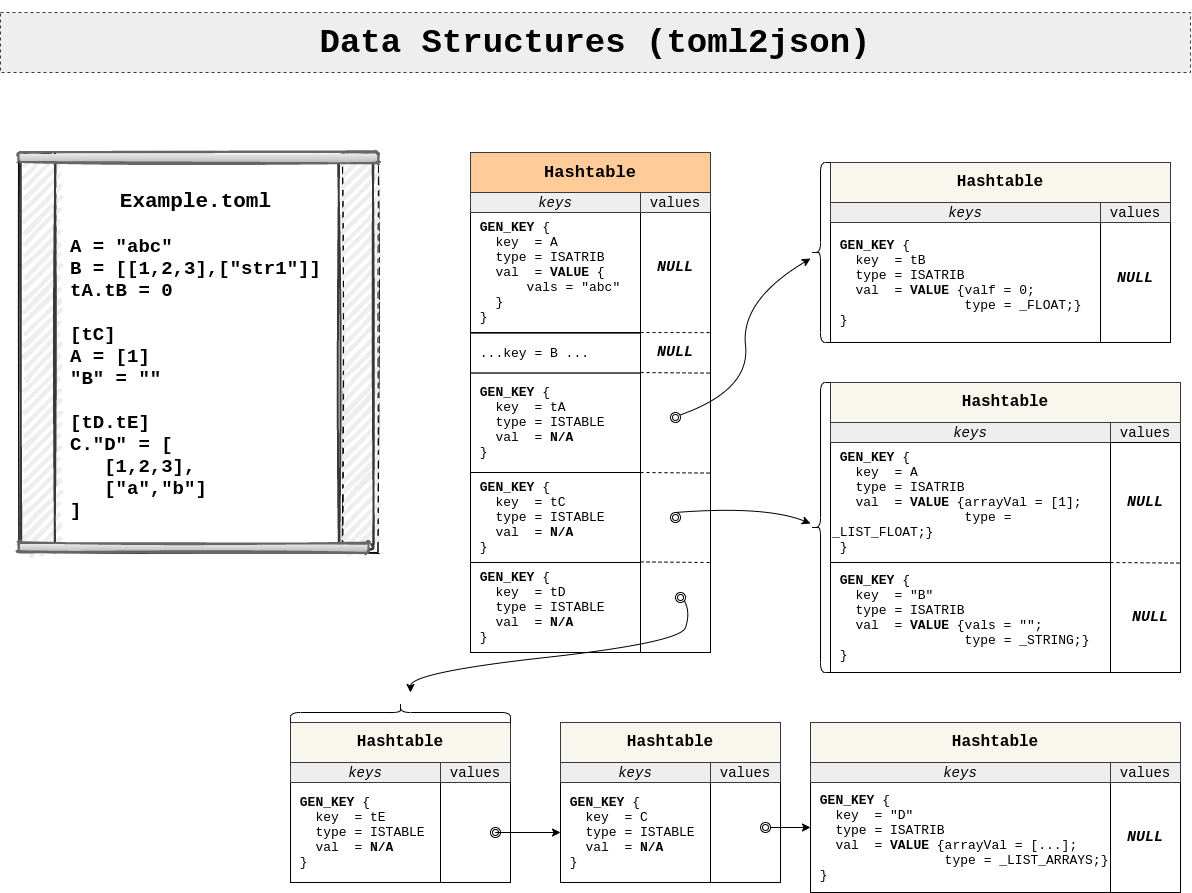 Data Structures (toml2json)
Example.toml
A = "abc"
B = [[1,2,3],["str1"]]
tA.tB = 0
[tC]
A = [1]
"B" = ""
[tD.tE]
C."D" = [
[1,2,3],
["a","b"]
]
Hashtable
keys values
GEN_KEY {
key = A
type = ISATRIB
val = VALUE {
vals = "abc"
}
}
NULL
...key = B ...
NULL
GEN_KEY {
key = tA
type = ISTABLE
val = N/A
}
GEN_KEY {
key = tC
type = ISTABLE
val = N/A
}
GEN_KEY {
key = tD
type = ISTABLE
val = N/A
}
Hashtable
keys values
GEN_KEY {
key = tB
type = ISATRIB
val = VALUE {valf = 0;
type = _FLOAT;}
}
NULL
Hashtable
keys values
GEN_KEY {
key = A
type = ISATRIB
val = VALUE {arrayVal = [1];
type =
_LIST_FLOAT;}
}
NULL
GEN_KEY {
key = "B"
type = ISATRIB
val = VALUE {vals = "";
type = _STRING;}
}
NULL
Hashtable
keys values
GEN_KEY {
key = tE
type = ISTABLE
val = N/A
}
Hashtable
keys values
GEN_KEY {
key = C
type = ISTABLE
val = N/A
}
Hashtable
keys values
GEN_KEY {
key = "D"
type = ISATRIB
val = VALUE {arrayVal = [...];
type = _LIST_ARRAYS;}
}
NULL